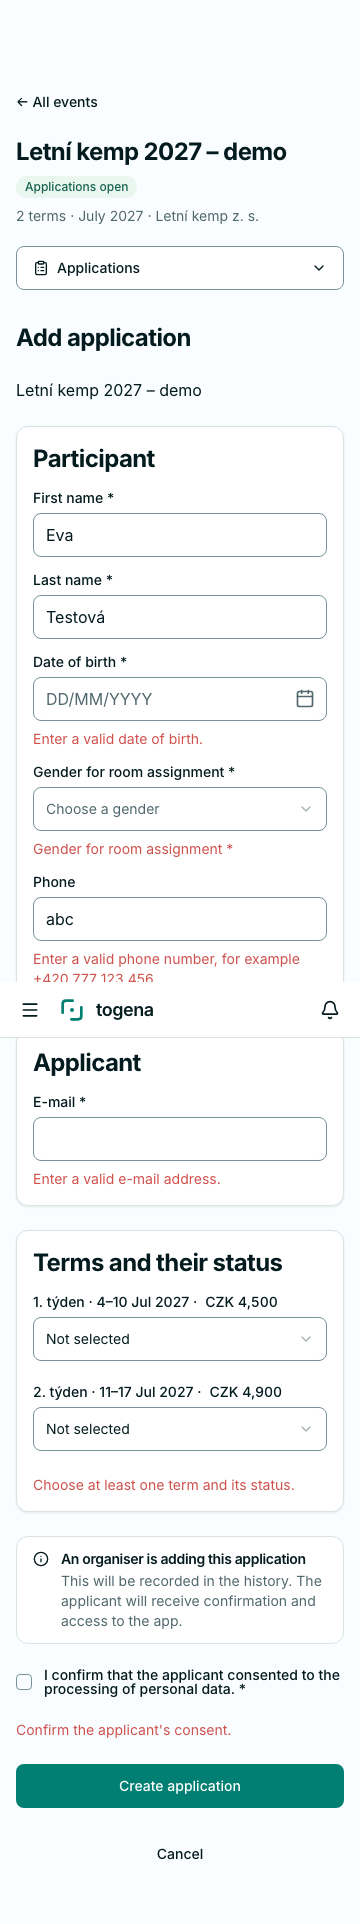 ← All events
Letní kemp 2027 – demo
Applications open
2 terms · July 2027 · Letní kemp z. s.
Applications
Add application
Letní kemp 2027 – demo
Participant
First name *
Eva
Last name *
Testová
Date of birth *
DD/MM/YYYY
Enter a valid date of birth.
Gender for room assignment *
Choose a gender
Gender for room assignment *
Phone
abc
Enter a valid phone number, for example
+420 777 123 456
togena
Applicant
E-mail *
Enter a valid e-mail address.
Terms and their status
1. týden · 4–10 Jul 2027 · CZK 4,500
Not selected
2. týden · 11–17 Jul 2027 · CZK 4,900
Not selected
Choose at least one term and its status.
An organiser is adding this application
This will be recorded in the history. The
applicant will receive confirmation and
access to the app.
I confirm that the applicant consented to the
processing of personal data. *
Confirm the applicant's consent.
Create application
Cancel